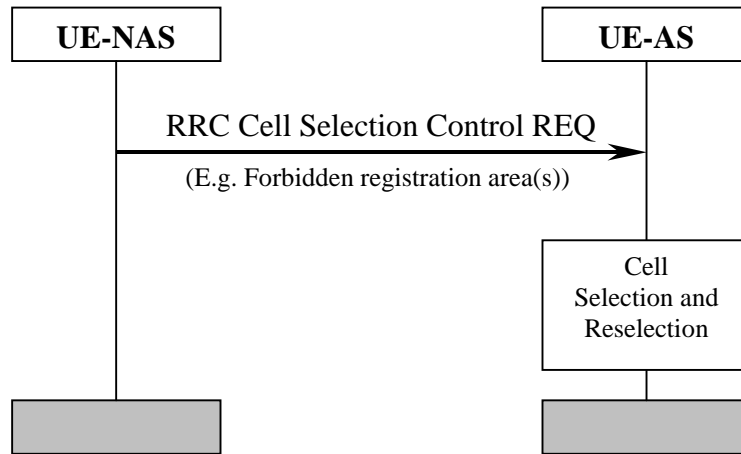 UE-NAS
UE-AS
RRC Cell Selection Control REQ
(E.g. Forbidden registration area(s))
Cell
Selection and
Reselection